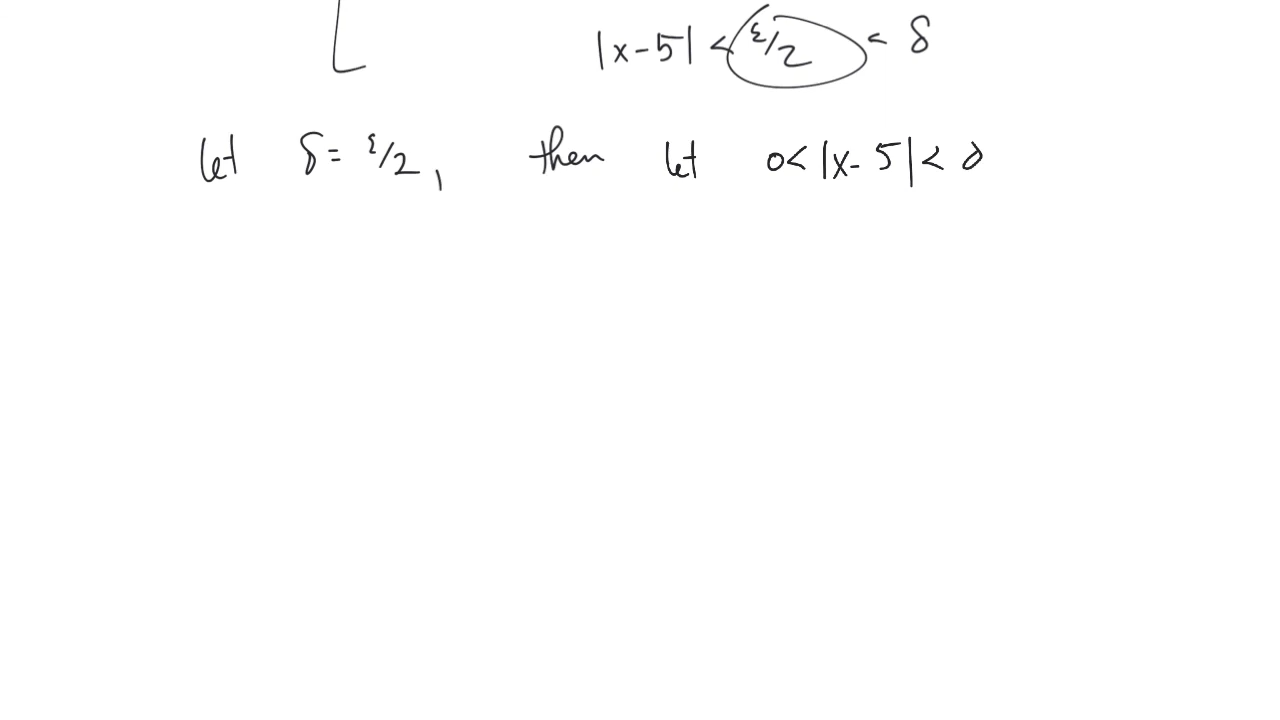 |x-5| < ε/2 < δ
let δ = ε/2, then let 0 < |x-5| < δ